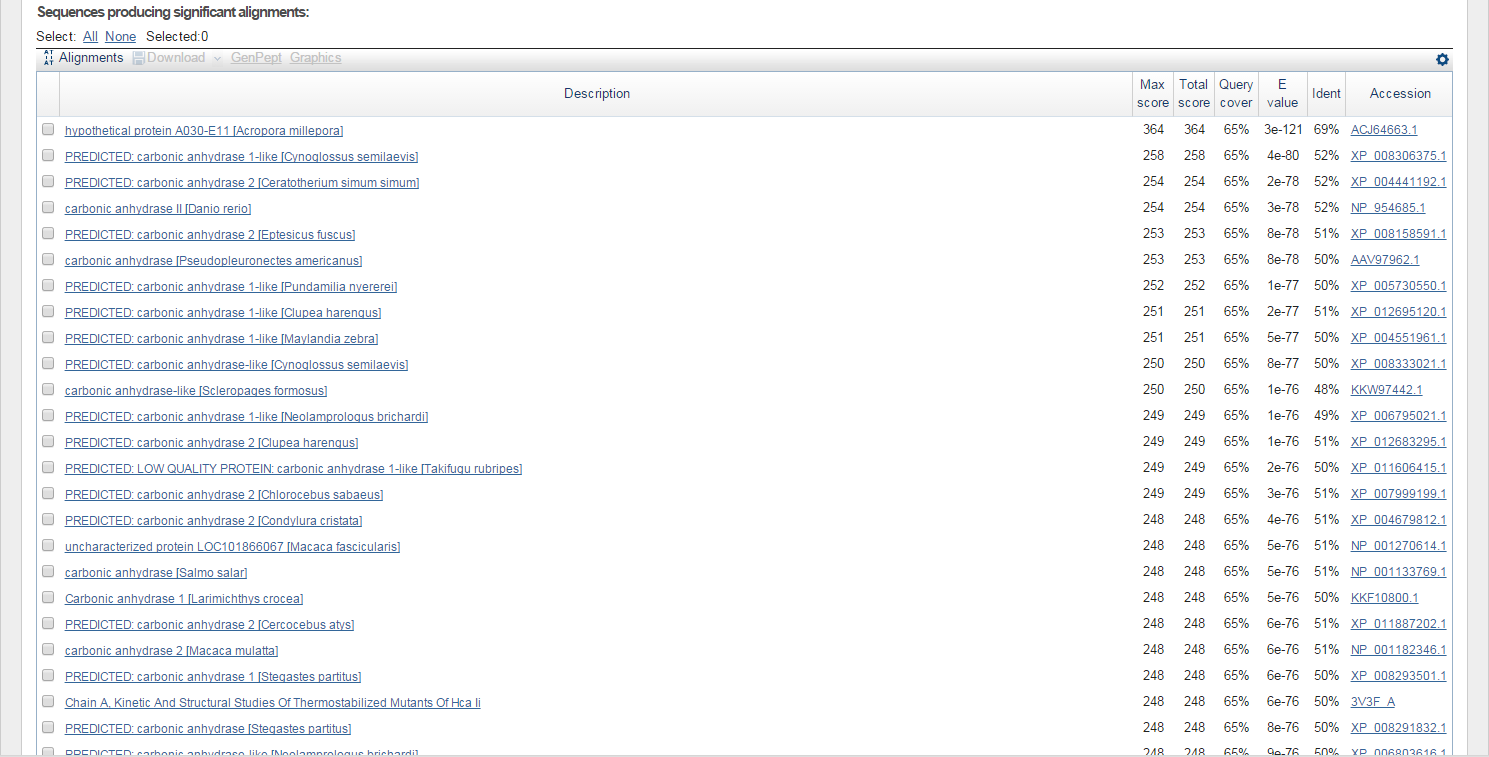 Sequences producing significant alignments:
Select: All None Selected:0
Alignments Download GenPept Graphics
Description Max score Total score Query cover E value Ident Accession
hypothetical protein A030-E11 [Acropora millepora] 364 364 65% 3e-121 69% ACJ64663.1
PREDICTED: carbonic anhydrase 1-like [Cynoglossus semilaevis] 258 258 65% 4e-80 52% XP_008306375.1
PREDICTED: carbonic anhydrase 2 [Ceratotherium simum simum] 254 254 65% 2e-78 52% XP_004441192.1
carbonic anhydrase II [Danio rerio] 254 254 65% 3e-78 52% NP_954685.1
PREDICTED: carbonic anhydrase 2 [Eptesicus fuscus] 253 253 65% 8e-78 51% XP_008158591.1
carbonic anhydrase [Pseudopleuronectes americanus] 253 253 65% 8e-78 50% AAV97962.1
PREDICTED: carbonic anhydrase 1-like [Pundamilia nyererei] 252 252 65% 1e-77 50% XP_005730550.1
PREDICTED: carbonic anhydrase 1-like [Clupea harengus] 251 251 65% 2e-77 51% XP_012695120.1
PREDICTED: carbonic anhydrase 1-like [Maylandia zebra] 251 251 65% 5e-77 50% XP_004551961.1
PREDICTED: carbonic anhydrase-like [Cynoglossus semilaevis] 250 250 65% 8e-77 50% XP_008333021.1
carbonic anhydrase-like [Scleropages formosus] 250 250 65% 1e-76 48% KKW97442.1
PREDICTED: carbonic anhydrase 1-like [Neolamprologus brichardi] 249 249 65% 1e-76 49% XP_006795021.1
PREDICTED: carbonic anhydrase 2 [Clupea harengus] 249 249 65% 1e-76 51% XP_012683295.1
PREDICTED: LOW QUALITY PROTEIN: carbonic anhydrase 1-like [Takifugu rubripes] 249 249 65% 2e-76 50% XP_011606415.1
PREDICTED: carbonic anhydrase 2 [Chlorocebus sabaeus] 249 249 65% 3e-76 51% XP_007999199.1
PREDICTED: carbonic anhydrase 2 [Condylura cristata] 248 248 65% 4e-76 51% XP_004679812.1
uncharacterized protein LOC101866067 [Macaca fascicularis] 248 248 65% 5e-76 51% NP_001270614.1
carbonic anhydrase [Salmo salar] 248 248 65% 5e-76 51% NP_001133769.1
Carbonic anhydrase 1 [Larimichthys crocea] 248 248 65% 5e-76 50% KKF10800.1
PREDICTED: carbonic anhydrase 2 [Cercocebus atys] 248 248 65% 6e-76 51% XP_011887202.1
carbonic anhydrase 2 [Macaca mulatta] 248 248 65% 6e-76 51% NP_001182346.1
PREDICTED: carbonic anhydrase 1 [Stegastes partitus] 248 248 65% 6e-76 50% XP_008293501.1
Chain A, Kinetic And Structural Studies Of Thermostabilized Mutants Of Hca Ii 248 248 65% 6e-76 50% 3V3F_A
PREDICTED: carbonic anhydrase [Stegastes partitus] 248 248 65% 8e-76 50% XP_008291832.1
PREDICTED: carbonic anhydrase-like [Neolamprologus brichardi] 248 248 65% 9e-76 50% XP_006803616.1